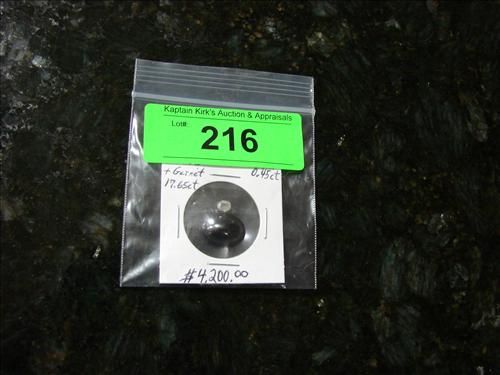 Kaptain Kirk's Auction & Appraisals
Lot#: 216
+ Garnet 0.45ct
17.65ct
#4,200.00